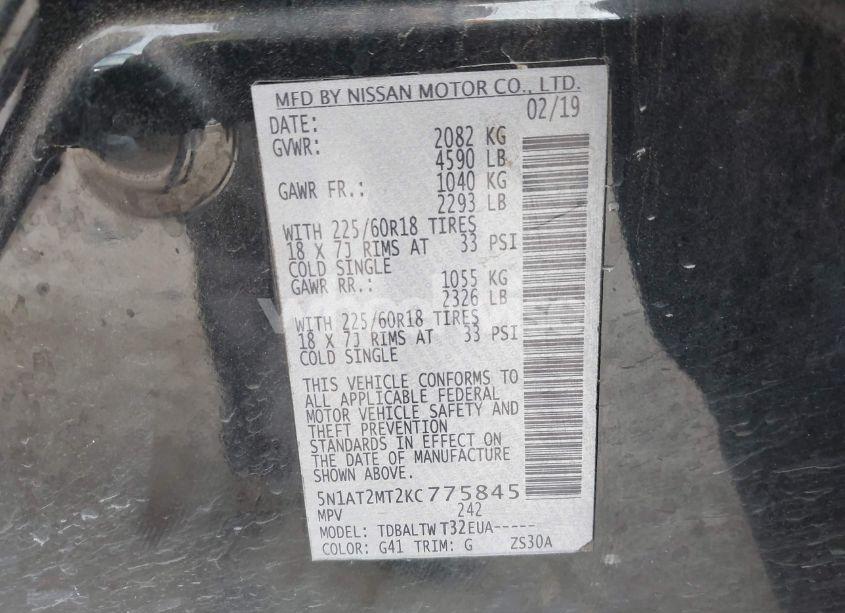 MFD BY NISSAN MOTOR CO., LTD.
DATE: 02/19
GVWR: 2082 KG
4590 LB
GAWR FR.: 1040 KG
2293 LB
WITH 225/60R18 TIRES
18 X 7J RIMS AT 33 PSI
COLD SINGLE
GAWR RR.: 1055 KG
2326 LB
WITH 225/60R18 TIRES
18 X 7J RIMS AT 33 PSI
COLD SINGLE
THIS VEHICLE CONFORMS TO
ALL APPLICABLE FEDERAL
MOTOR VEHICLE SAFETY AND
THEFT PREVENTION
STANDARDS IN EFFECT ON
THE DATE OF MANUFACTURE
SHOWN ABOVE.
5N1AT2MT2KC775845
MPV 242
MODEL: TDBALTWT32EUA-----
COLOR: G41 TRIM: G ZS30A